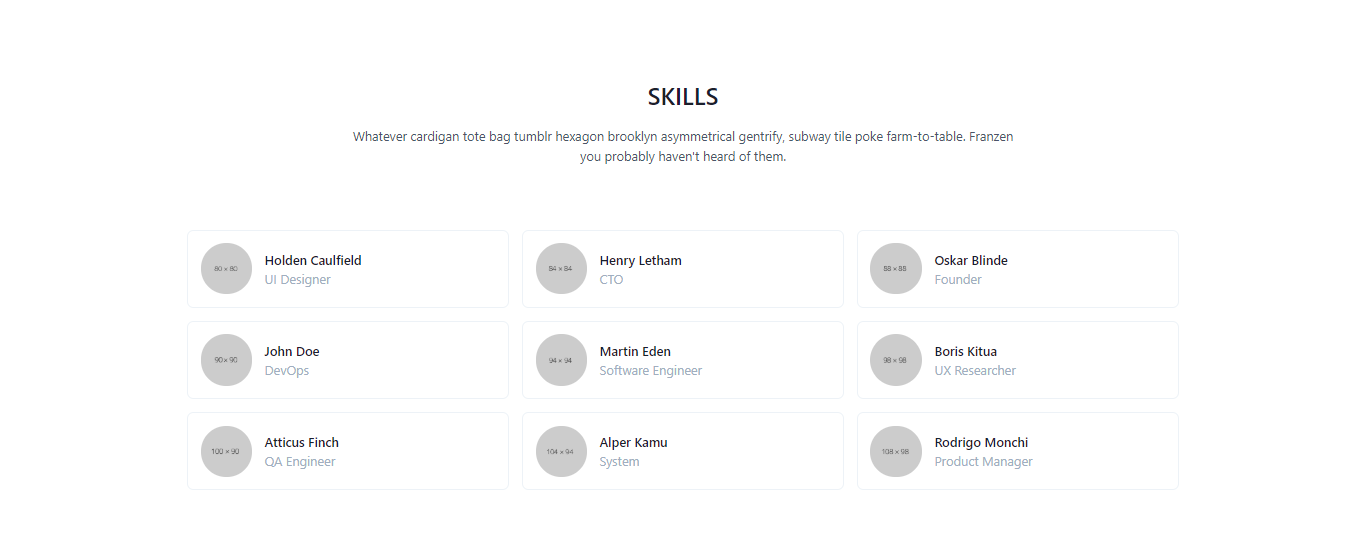 SKILLS
Whatever cardigan tote bag tumblr hexagon brooklyn asymmetrical gentrify, subway tile poke farm-to-table. Franzen
you probably haven't heard of them.
80 × 80
Holden Caulfield
UI Designer
84 × 84
Henry Letham
CTO
88 × 88
Oskar Blinde
Founder
90 × 90
John Doe
DevOps
94 × 94
Martin Eden
Software Engineer
98 × 98
Boris Kitua
UX Researcher
100 × 90
Atticus Finch
QA Engineer
104 × 94
Alper Kamu
System
108 × 98
Rodrigo Monchi
Product Manager